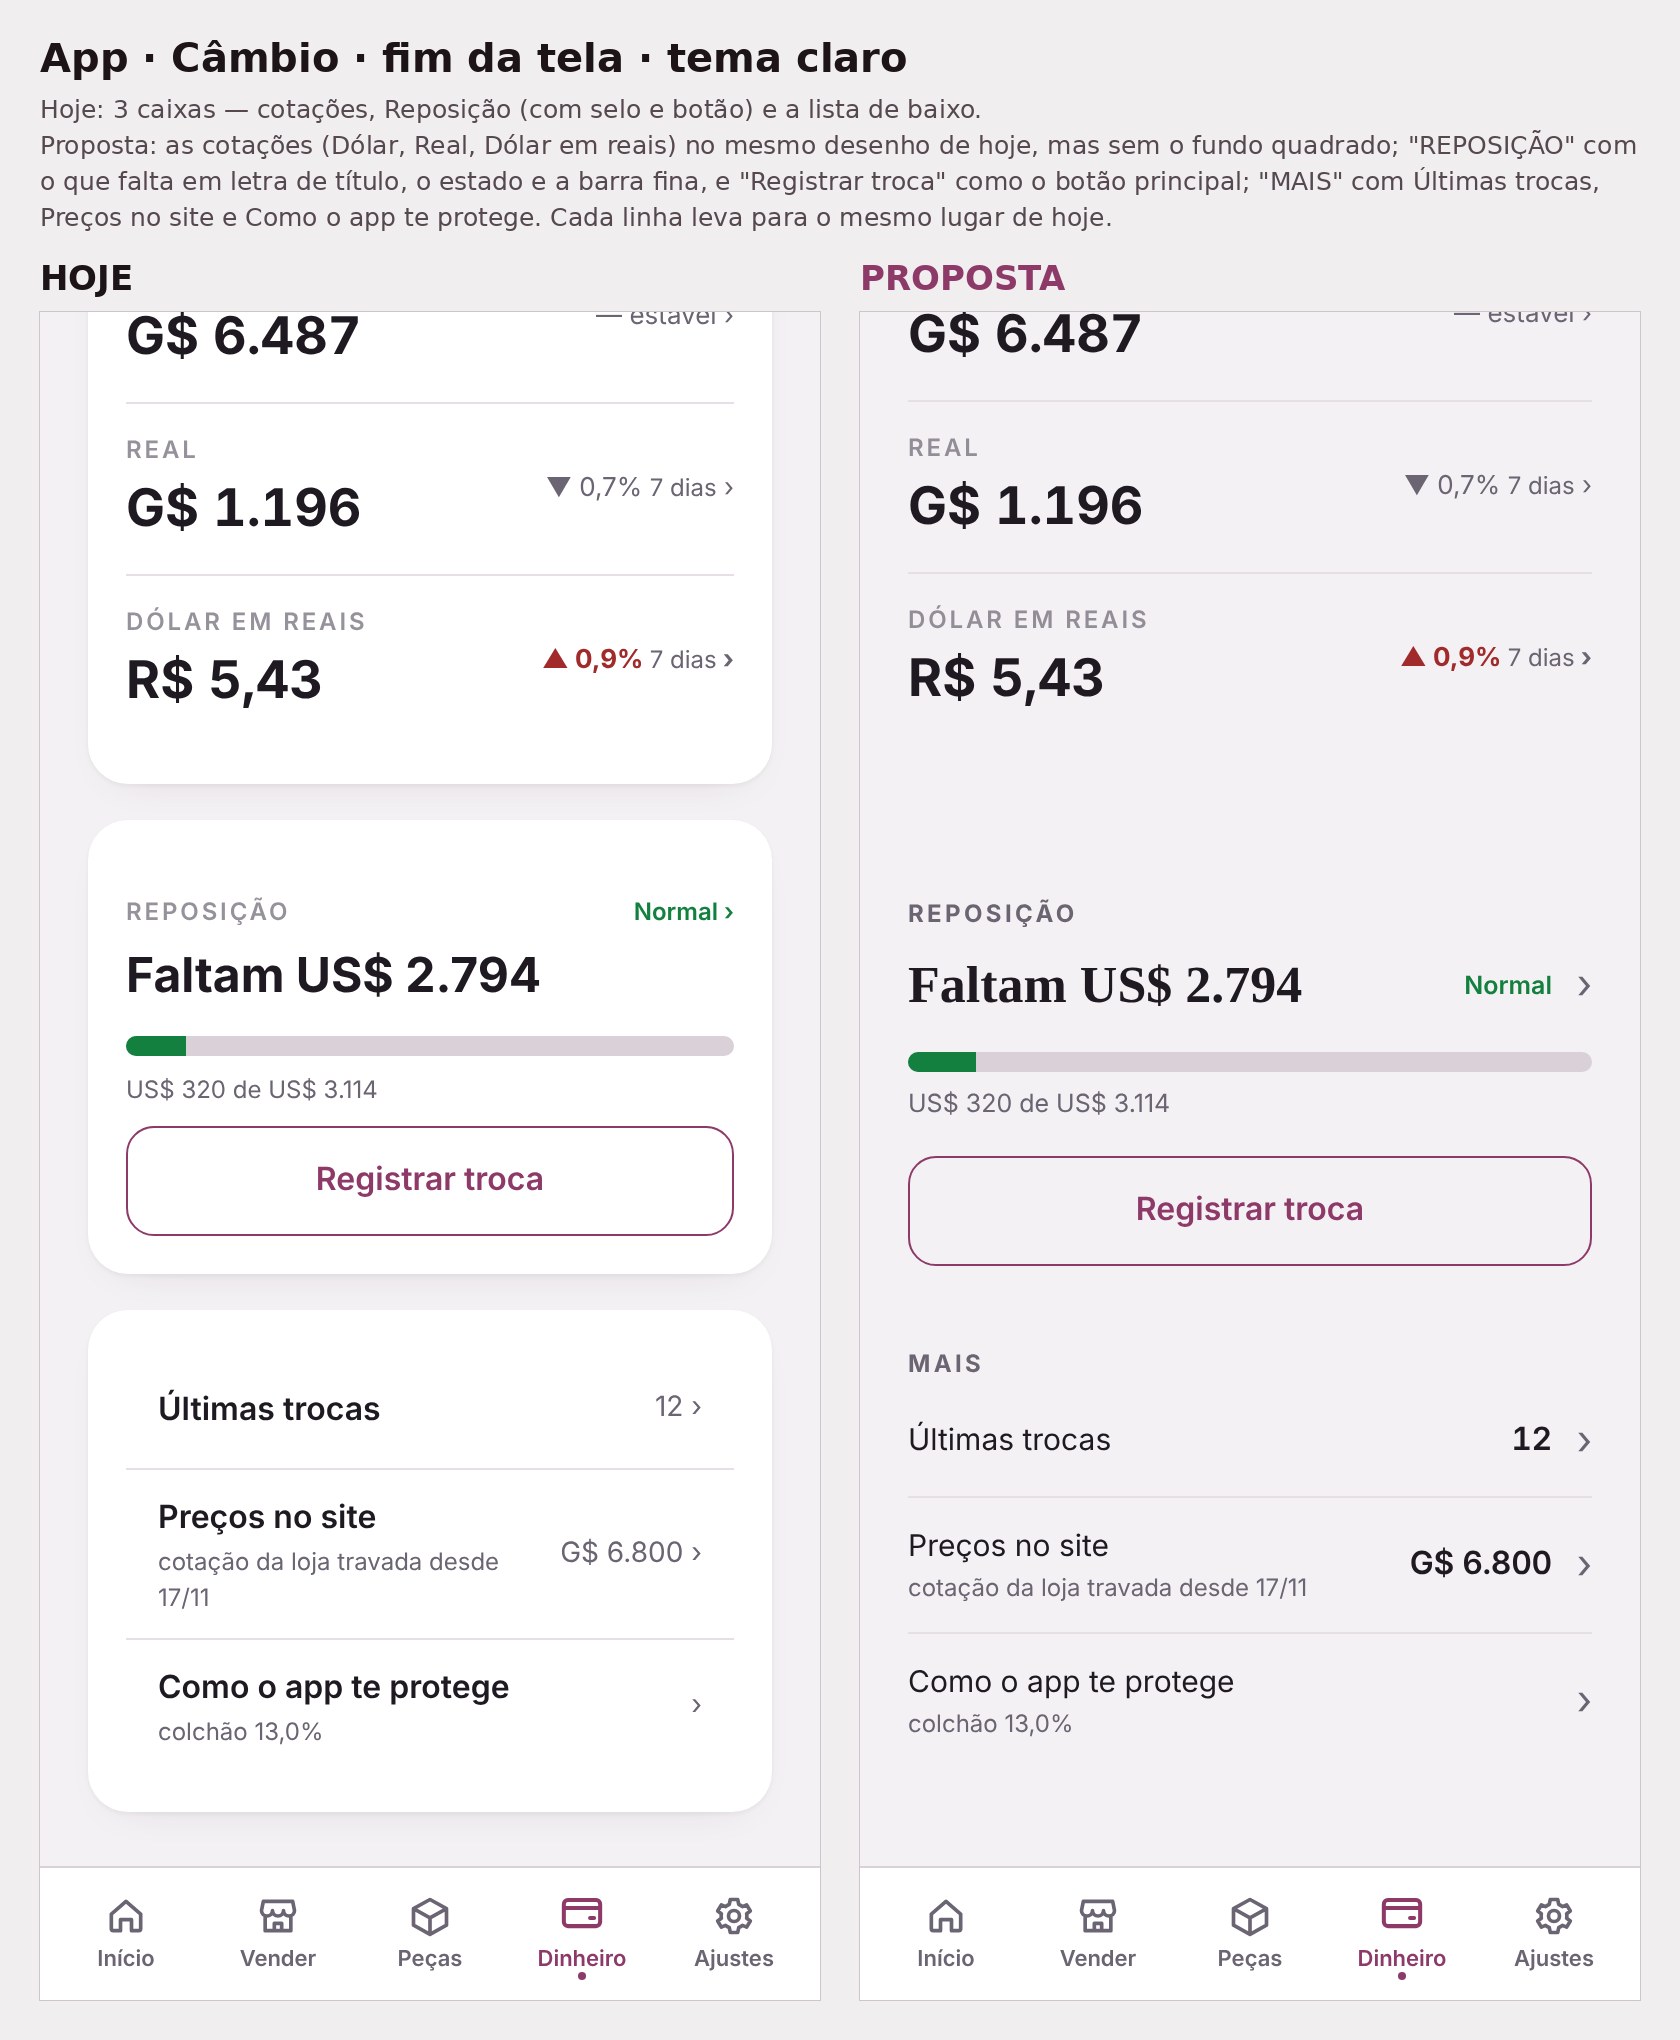 App · Câmbio · fim da tela · tema claro
Hoje: 3 caixas — cotações, Reposição (com selo e botão) e a lista de baixo.
Proposta: as cotações (Dólar, Real, Dólar em reais) no mesmo desenho de hoje, mas sem o fundo quadrado; "REPOSIÇÃO" com
o que falta em letra de título, o estado e a barra fina, e "Registrar troca" como o botão principal; "MAIS" com Últimas trocas,
Preços no site e Como o app te protege. Cada linha leva para o mesmo lugar de hoje.
HOJE
G$ 6.487
— estável ›
REAL
G$ 1.196
▼ 0,7% 7 dias ›
DÓLAR EM REAIS
R$ 5,43
▲ 0,9% 7 dias ›
REPOSIÇÃO
Normal ›
Faltam US$ 2.794
US$ 320 de US$ 3.114
Registrar troca
Últimas trocas
12 ›
Preços no site
cotação da loja travada desde
17/11
G$ 6.800 ›
Como o app te protege
colchão 13,0%
›
Início
Vender
Peças
Dinheiro
Ajustes
PROPOSTA
G$ 6.487
— estável ›
REAL
G$ 1.196
▼ 0,7% 7 dias ›
DÓLAR EM REAIS
R$ 5,43
▲ 0,9% 7 dias ›
REPOSIÇÃO
Faltam US$ 2.794
Normal ›
US$ 320 de US$ 3.114
Registrar troca
MAIS
Últimas trocas
12 ›
Preços no site
cotação da loja travada desde 17/11
G$ 6.800 ›
Como o app te protege
colchão 13,0%
›
Início
Vender
Peças
Dinheiro
Ajustes